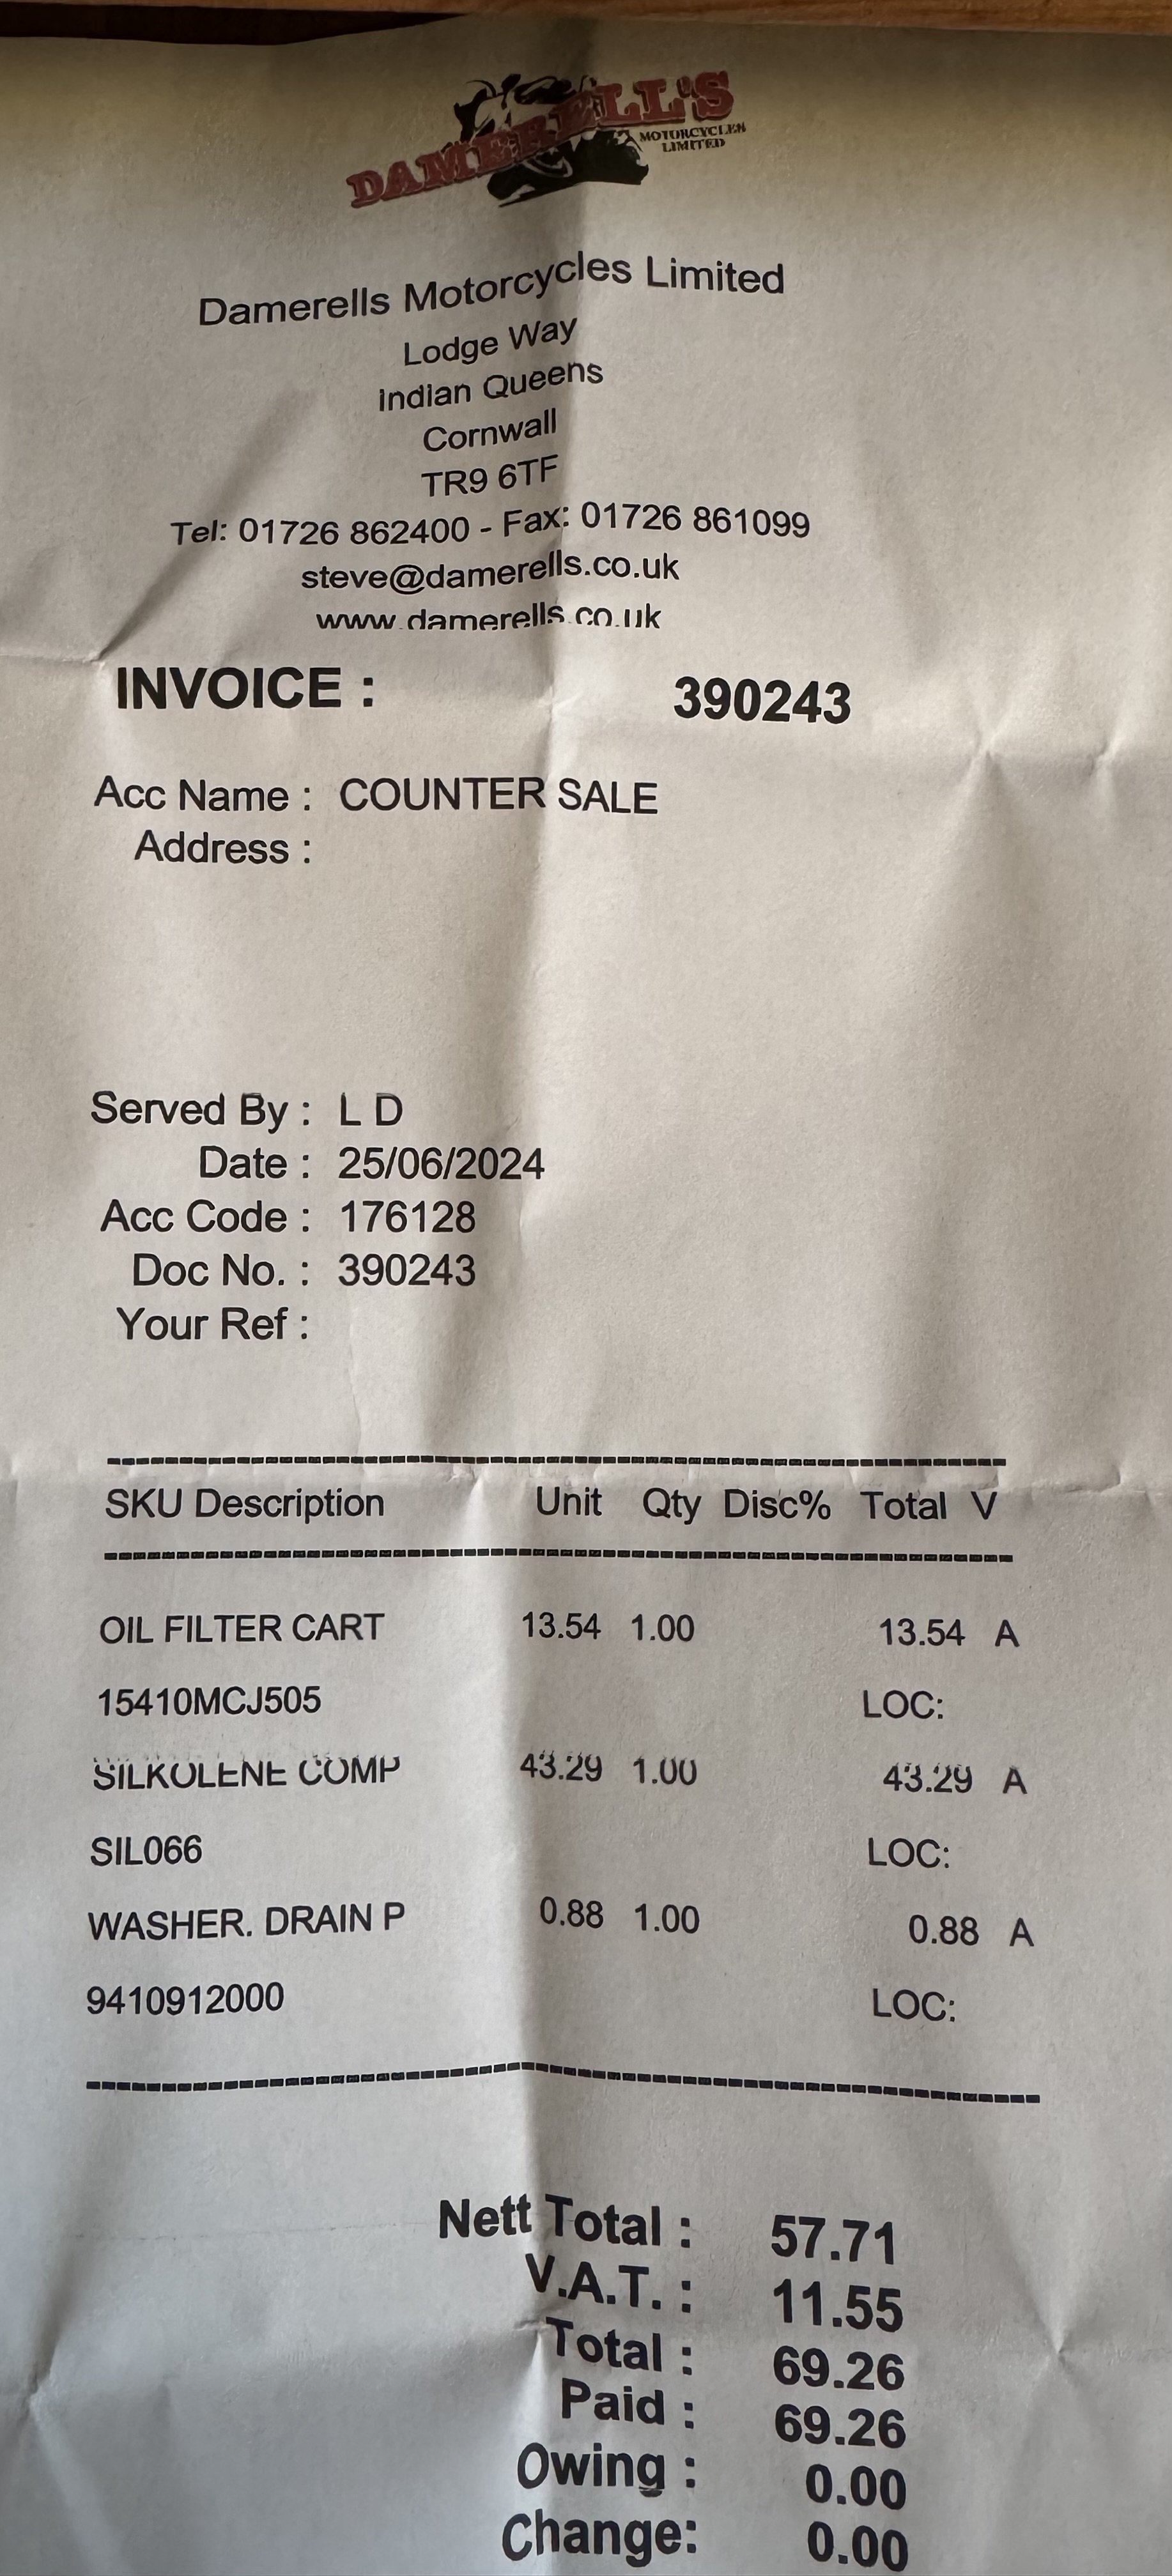 DAMERELL'S
MOTORCYCLES
LIMITED
Damerells Motorcycles Limited
Lodge Way
Indian Queens
Cornwall
TR9 6TF
Tel: 01726 862400 - Fax: 01726 861099
steve@damerells.co.uk
www.damerells.co.uk
INVOICE : 390243
Acc Name : COUNTER SALE
Address :
Served By : L D
Date : 25/06/2024
Acc Code : 176128
Doc No. : 390243
Your Ref :
SKU Description Unit Qty Disc% Total V
OIL FILTER CART 13.54 1.00 13.54 A
15410MCJ505 LOC:
SILKOLENE COMP 43.29 1.00 43.29 A
SIL066 LOC:
WASHER. DRAIN P 0.88 1.00 0.88 A
9410912000 LOC:
Nett Total : 57.71
V.A.T. : 11.55
Total : 69.26
Paid : 69.26
Owing : 0.00
Change: 0.00